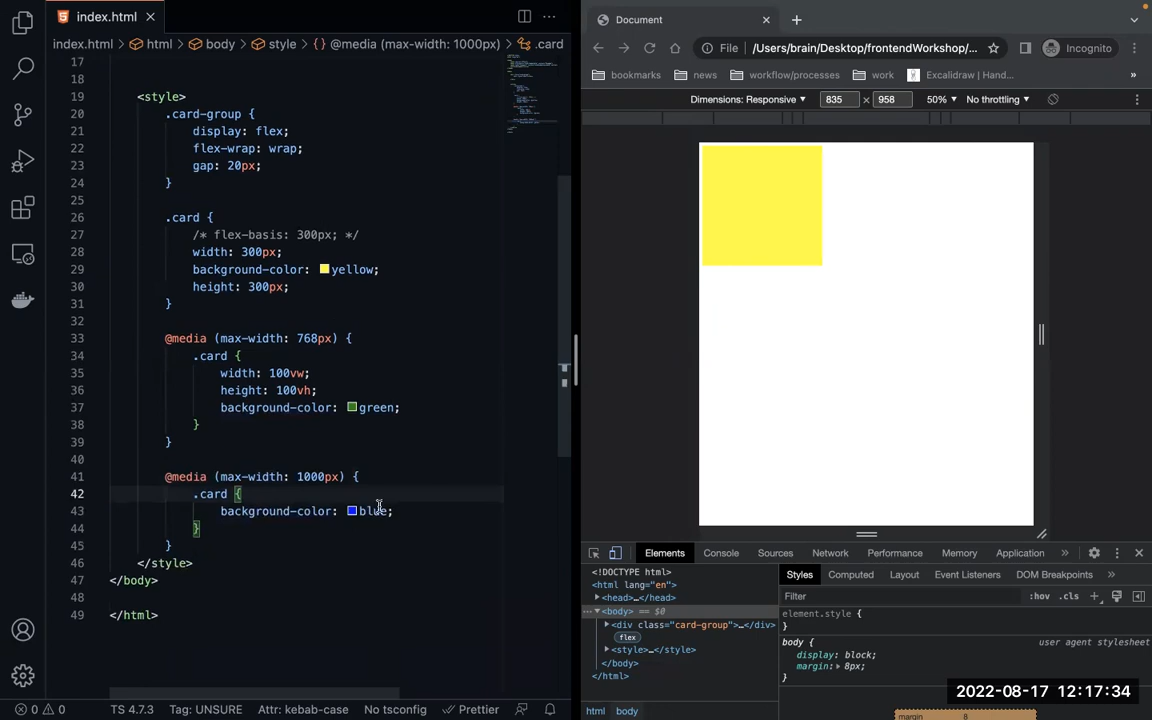 index.html
index.html > html > body > style > {} @media (max-width: 1000px) > .card
17
18
19 <style>
20 .card-group {
21 display: flex;
22 flex-wrap: wrap;
23 gap: 20px;
24 }
25
26 .card {
27 /* flex-basis: 300px; */
28 width: 300px;
29 background-color: yellow;
30 height: 300px;
31 }
32
33 @media (max-width: 768px) {
34 .card {
35 width: 100vw;
36 height: 100vh;
37 background-color: green;
38 }
39 }
40
41 @media (max-width: 1000px) {
42 .card {
43 background-color: blue;
44 }
45 }
46 </style>
47 </body>
48
49 </html>
0 0 TS 4.7.3 Tag: UNSURE Attr: kebab-case No tsconfig Prettier
Document
File /Users/brain/Desktop/frontendWorkshop/... Incognito
bookmarks news workflow/processes work Excalidraw | Hand... »
Dimensions: Responsive 835 × 958 50% No throttling
Elements Console Sources Network Performance Memory Application »
<!DOCTYPE html>
<html lang="en">
<head>…</head>
<body> == $0
<div class="card-group">…</div>
flex
<style>…</style>
</body>
</html>
html body
Styles Computed Layout Event Listeners DOM Breakpoints »
Filter :hov .cls
element.style {
}
body { user agent stylesheet
display: block;
margin: 8px;
}
2022-08-17 12:17:34
margin 8